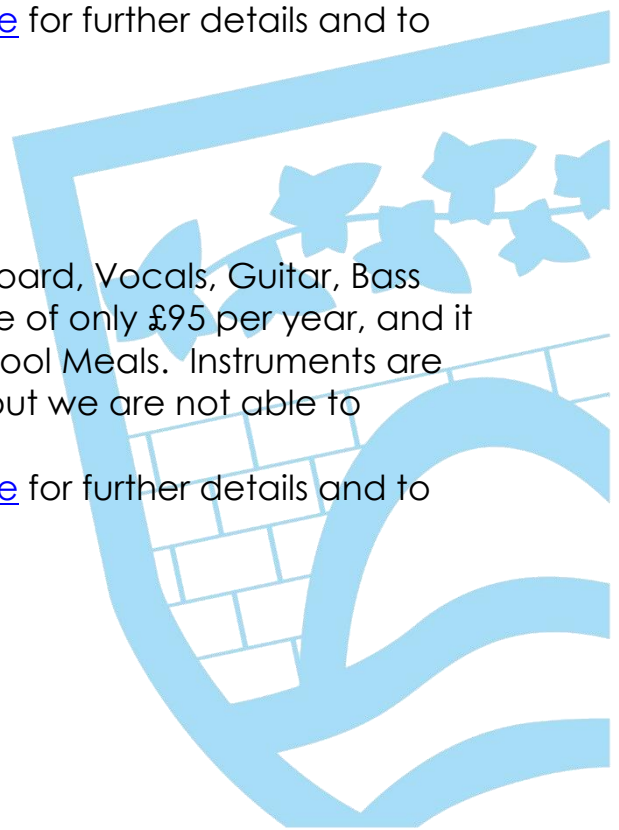 e for further details and to
oard, Vocals, Guitar, Bass
e of only £95 per year, and it
ool Meals.  Instruments are
out we are not able to
e for further details and to